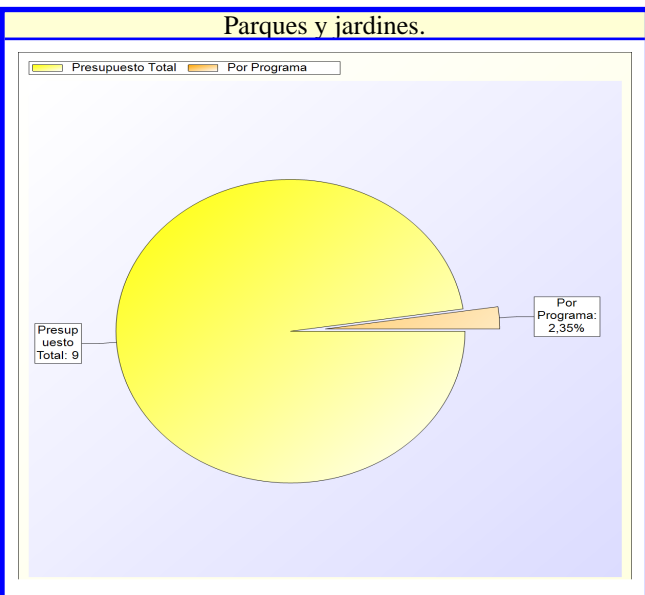 Parques y jardines.
Presupuesto Total Por Programa
Presup
uesto
Total: 9
Por
Programa:
2,35%